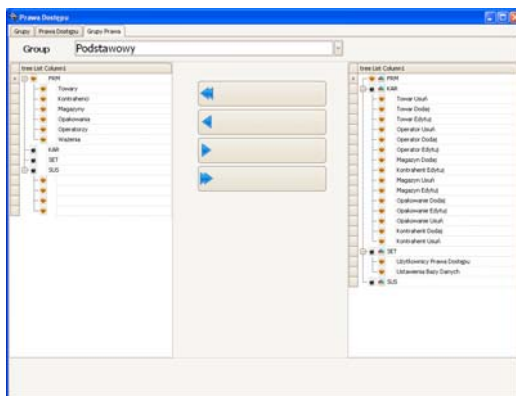 Prawa Dostępu
Grupy Prawa Dostępu Grupy Prawa
Group Podstawowy
tree List Column1
PRM
Towary
Kontrahenci
Magazyny
Opakowania
Operatorzy
Ważenia
KAR
SET
SUS
tree List Column1
PRM
KAR
Towar Usuń
Towar Dodaj
Towar Edytuj
Operator Usuń
Operator Dodaj
Operator Edytuj
Magazyn Dodaj
Kontrahent Edytuj
Magazyn Usuń
Magazyn Edytuj
Opakowanie Dodaj
Opakowanie Edytuj
Opakowanie Usuń
Kontrahent Dodaj
Kontrahent Usuń
SET
Użytkownicy Prawa Dostępu
Ustawienia Bazy Danych
SUS